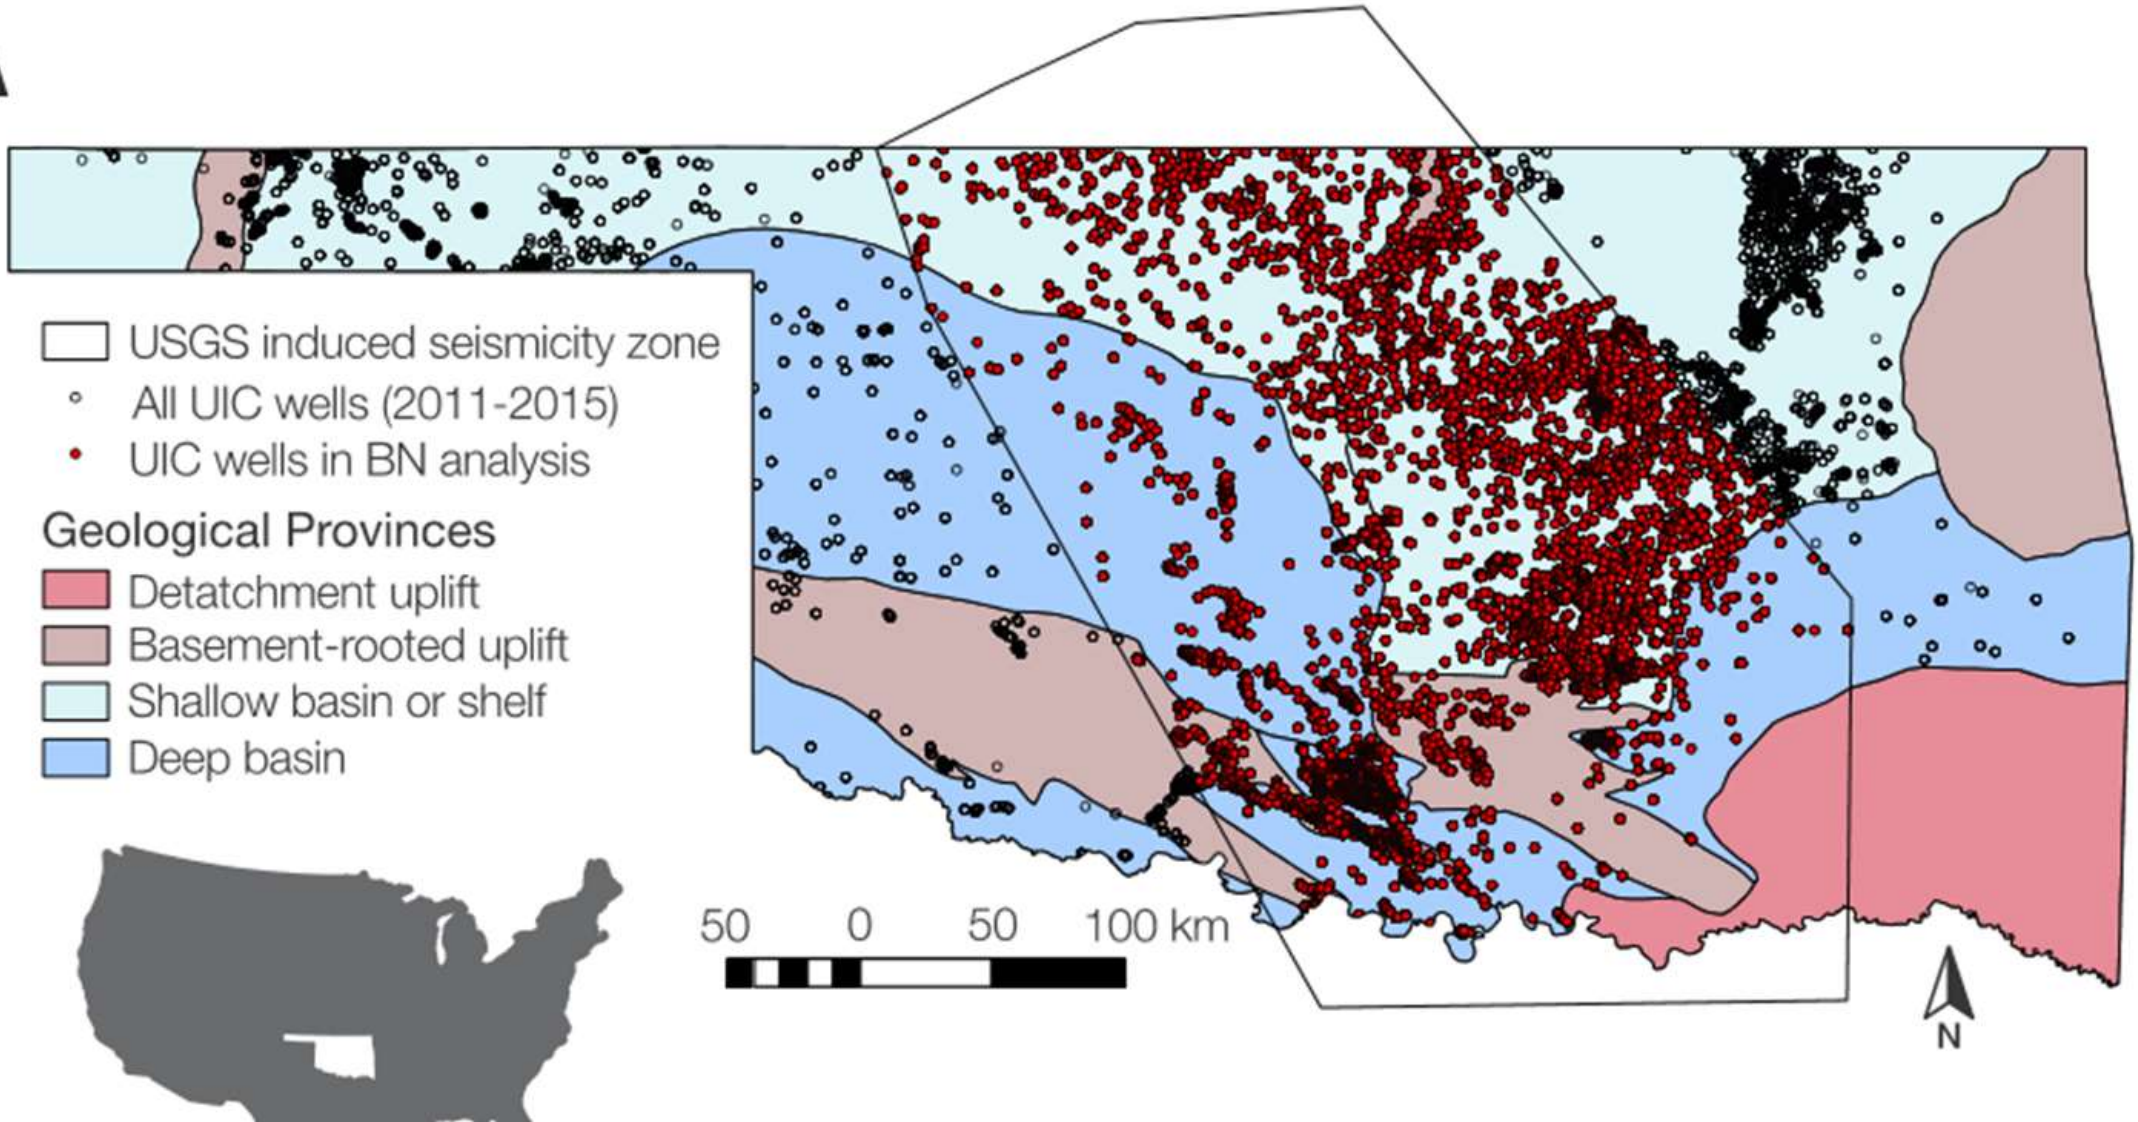 USGS induced seismicity zone
All UIC wells (2011-2015)
UIC wells in BN analysis
Geological Provinces
Detatchment uplift
Basement-rooted uplift
Shallow basin or shelf
Deep basin
50 0 50 100 km
N